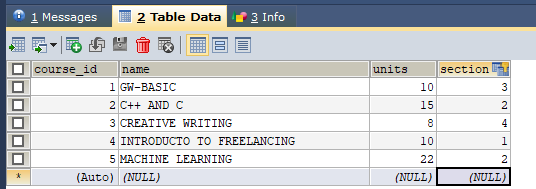 1 Messages 2 Table Data 3 Info
course_id name units section
1 GW-BASIC 10 3
2 C++ AND C 15 2
3 CREATIVE WRITING 8 4
4 INTRODUCTO TO FREELANCING 10 1
5 MACHINE LEARNING 22 2
* (Auto) (NULL) (NULL) (NULL)